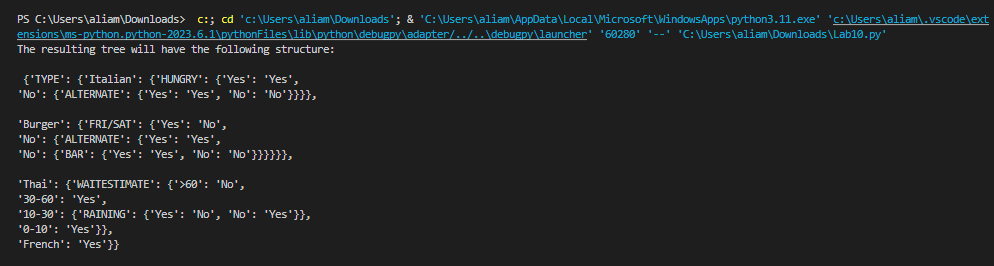 PS C:\Users\aliam\Downloads>  c:; cd 'c:\Users\aliam\Downloads'; & 'C:\Users\aliam\AppData\Local\Microsoft\WindowsApps\python3.11.exe' 'c:\Users\aliam\.vscode\ext
ensions\ms-python.python-2023.6.1\pythonFiles\lib\python\debugpy\adapter/../..\debugpy\launcher' '60280' '--' 'C:\Users\aliam\Downloads\Lab10.py'
The resulting tree will have the following structure:
{'TYPE': {'Italian': {'HUNGRY': {'Yes': 'Yes',
'No': {'ALTERNATE': {'Yes': 'Yes', 'No': 'No'}}}},
'Burger': {'FRI/SAT': {'Yes': 'No',
'No': {'ALTERNATE': {'Yes': 'Yes',
'No': {'BAR': {'Yes': 'Yes', 'No': 'No'}}}}}},
'Thai': {'WAITESTIMATE': {'>60': 'No',
'30-60': 'Yes',
'10-30': {'RAINING': {'Yes': 'No', 'No': 'Yes'}},
'0-10': 'Yes'}},
'French': 'Yes'}}